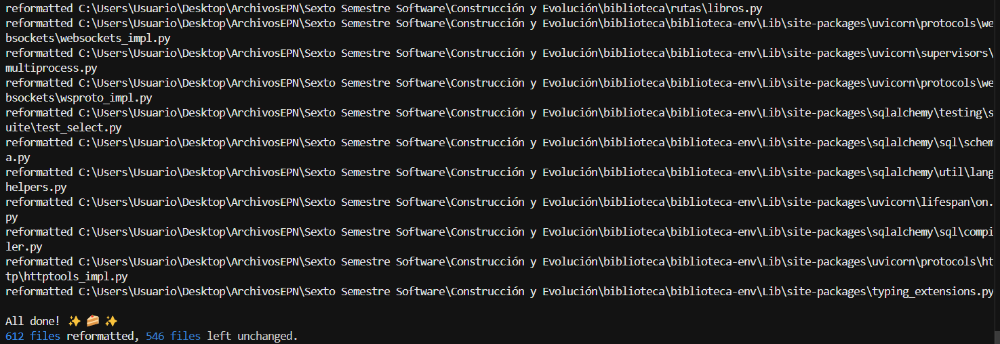 reformatted C:\Users\Usuario\Desktop\ArchivosEPN\Sexto Semestre Software\Construcción y Evolución\biblioteca\rutas\libros.py
reformatted C:\Users\Usuario\Desktop\ArchivosEPN\Sexto Semestre Software\Construcción y Evolución\biblioteca\biblioteca-env\Lib\site-packages\uvicorn\protocols\we
bsockets\websockets_impl.py
reformatted C:\Users\Usuario\Desktop\ArchivosEPN\Sexto Semestre Software\Construcción y Evolución\biblioteca\biblioteca-env\Lib\site-packages\uvicorn\supervisors\
multiprocess.py
reformatted C:\Users\Usuario\Desktop\ArchivosEPN\Sexto Semestre Software\Construcción y Evolución\biblioteca\biblioteca-env\Lib\site-packages\uvicorn\protocols\we
bsockets\wsproto_impl.py
reformatted C:\Users\Usuario\Desktop\ArchivosEPN\Sexto Semestre Software\Construcción y Evolución\biblioteca\biblioteca-env\Lib\site-packages\sqlalchemy\testing\s
uite\test_select.py
reformatted C:\Users\Usuario\Desktop\ArchivosEPN\Sexto Semestre Software\Construcción y Evolución\biblioteca\biblioteca-env\Lib\site-packages\sqlalchemy\sql\schem
a.py
reformatted C:\Users\Usuario\Desktop\ArchivosEPN\Sexto Semestre Software\Construcción y Evolución\biblioteca\biblioteca-env\Lib\site-packages\sqlalchemy\util\lang
helpers.py
reformatted C:\Users\Usuario\Desktop\ArchivosEPN\Sexto Semestre Software\Construcción y Evolución\biblioteca\biblioteca-env\Lib\site-packages\uvicorn\lifespan\on.
py
reformatted C:\Users\Usuario\Desktop\ArchivosEPN\Sexto Semestre Software\Construcción y Evolución\biblioteca\biblioteca-env\Lib\site-packages\sqlalchemy\sql\compi
ler.py
reformatted C:\Users\Usuario\Desktop\ArchivosEPN\Sexto Semestre Software\Construcción y Evolución\biblioteca\biblioteca-env\Lib\site-packages\uvicorn\protocols\ht
tp\httptools_impl.py
reformatted C:\Users\Usuario\Desktop\ArchivosEPN\Sexto Semestre Software\Construcción y Evolución\biblioteca\biblioteca-env\Lib\site-packages\typing_extensions.py
All done! ✨ 🍰 ✨
612 files reformatted, 546 files left unchanged.